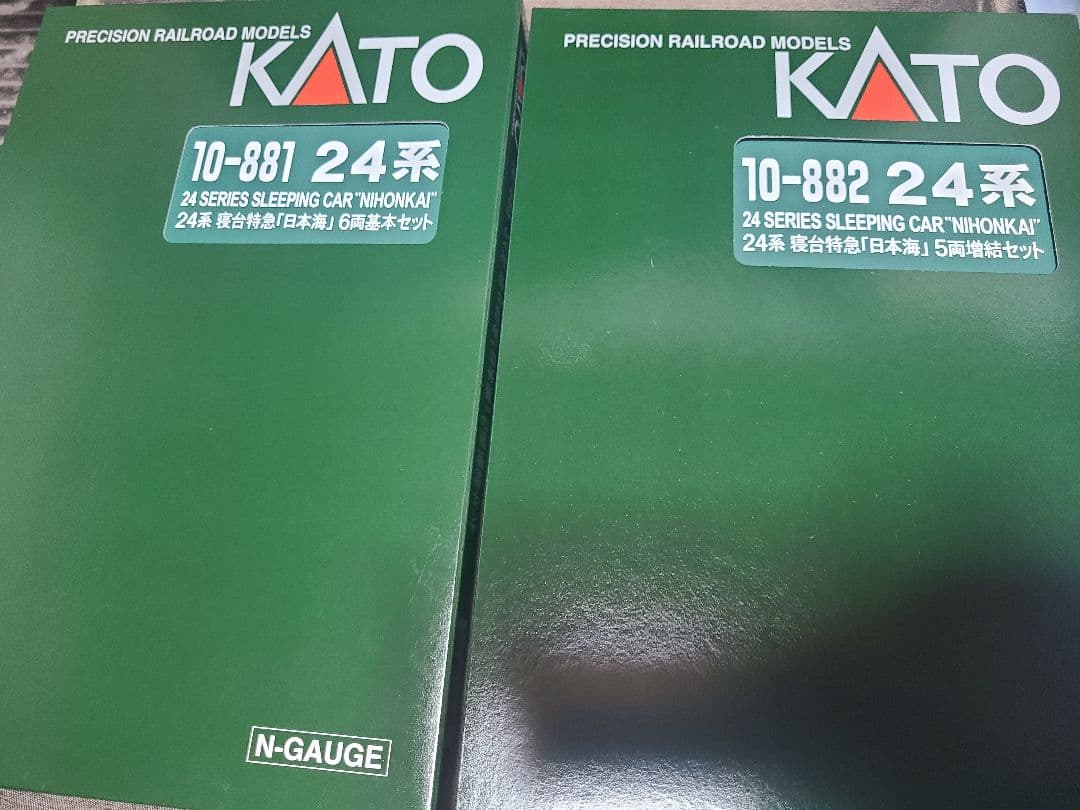 PRECISION RAILROAD MODELS
KATO
10-881 24系
24 SERIES SLEEPING CAR "NIHONKAI"
24系 寝台特急「日本海」 6両基本セット
N-GAUGE
PRECISION RAILROAD MODELS
KATO
10-882 24系
24 SERIES SLEEPING CAR "NIHONKAI"
24系 寝台特急「日本海」 5両増結セット